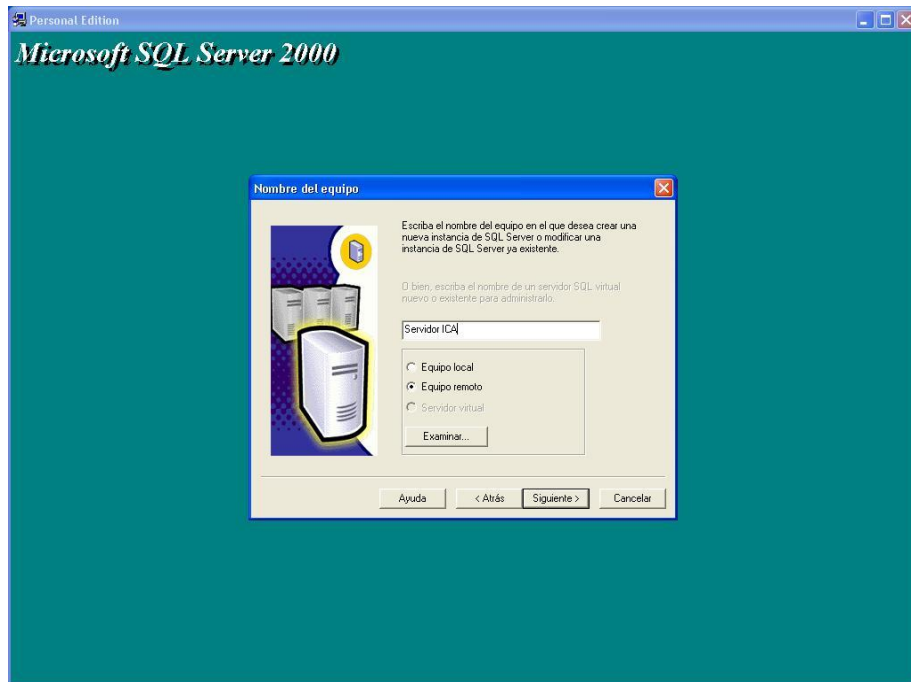 Personal Edition
Microsoft SQL Server 2000
Nombre del equipo
Escriba el nombre del equipo en el que desea crear una
nueva instancia de SQL Server o modificar una
instancia de SQL Server ya existente.
O bien, escriba el nombre de un servidor SQL virtual
nuevo o existente para administrarlo.
Servidor ICA
Equipo local
Equipo remoto
Servidor virtual
Examinar...
Ayuda
< Atrás
Siguiente >
Cancelar